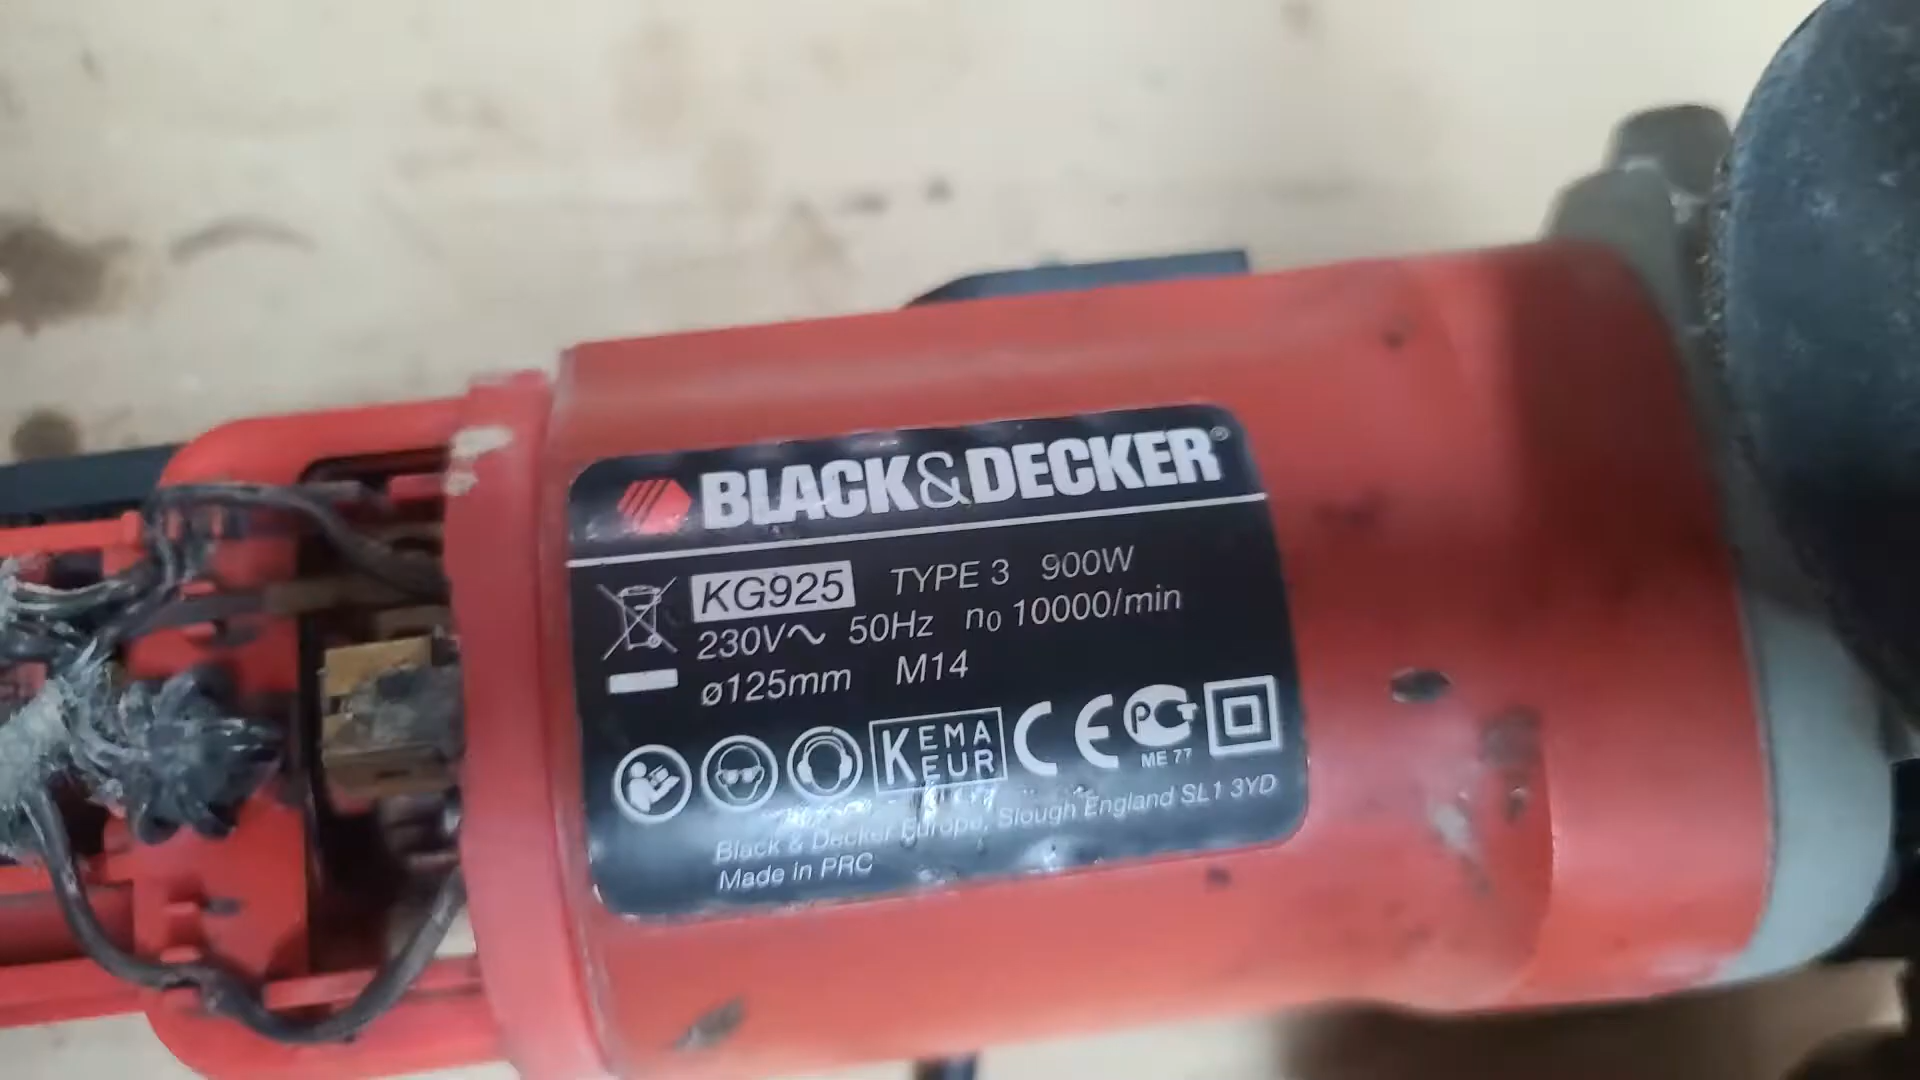 BLACK&DECKER®
KG925 TYPE 3 900W
230V~ 50Hz n0 10000/min
ø125mm M14
KEMA
EUR
CE
PCT
ME 77
Black & Decker Europe, Slough England SL1 3YD
Made in PRC